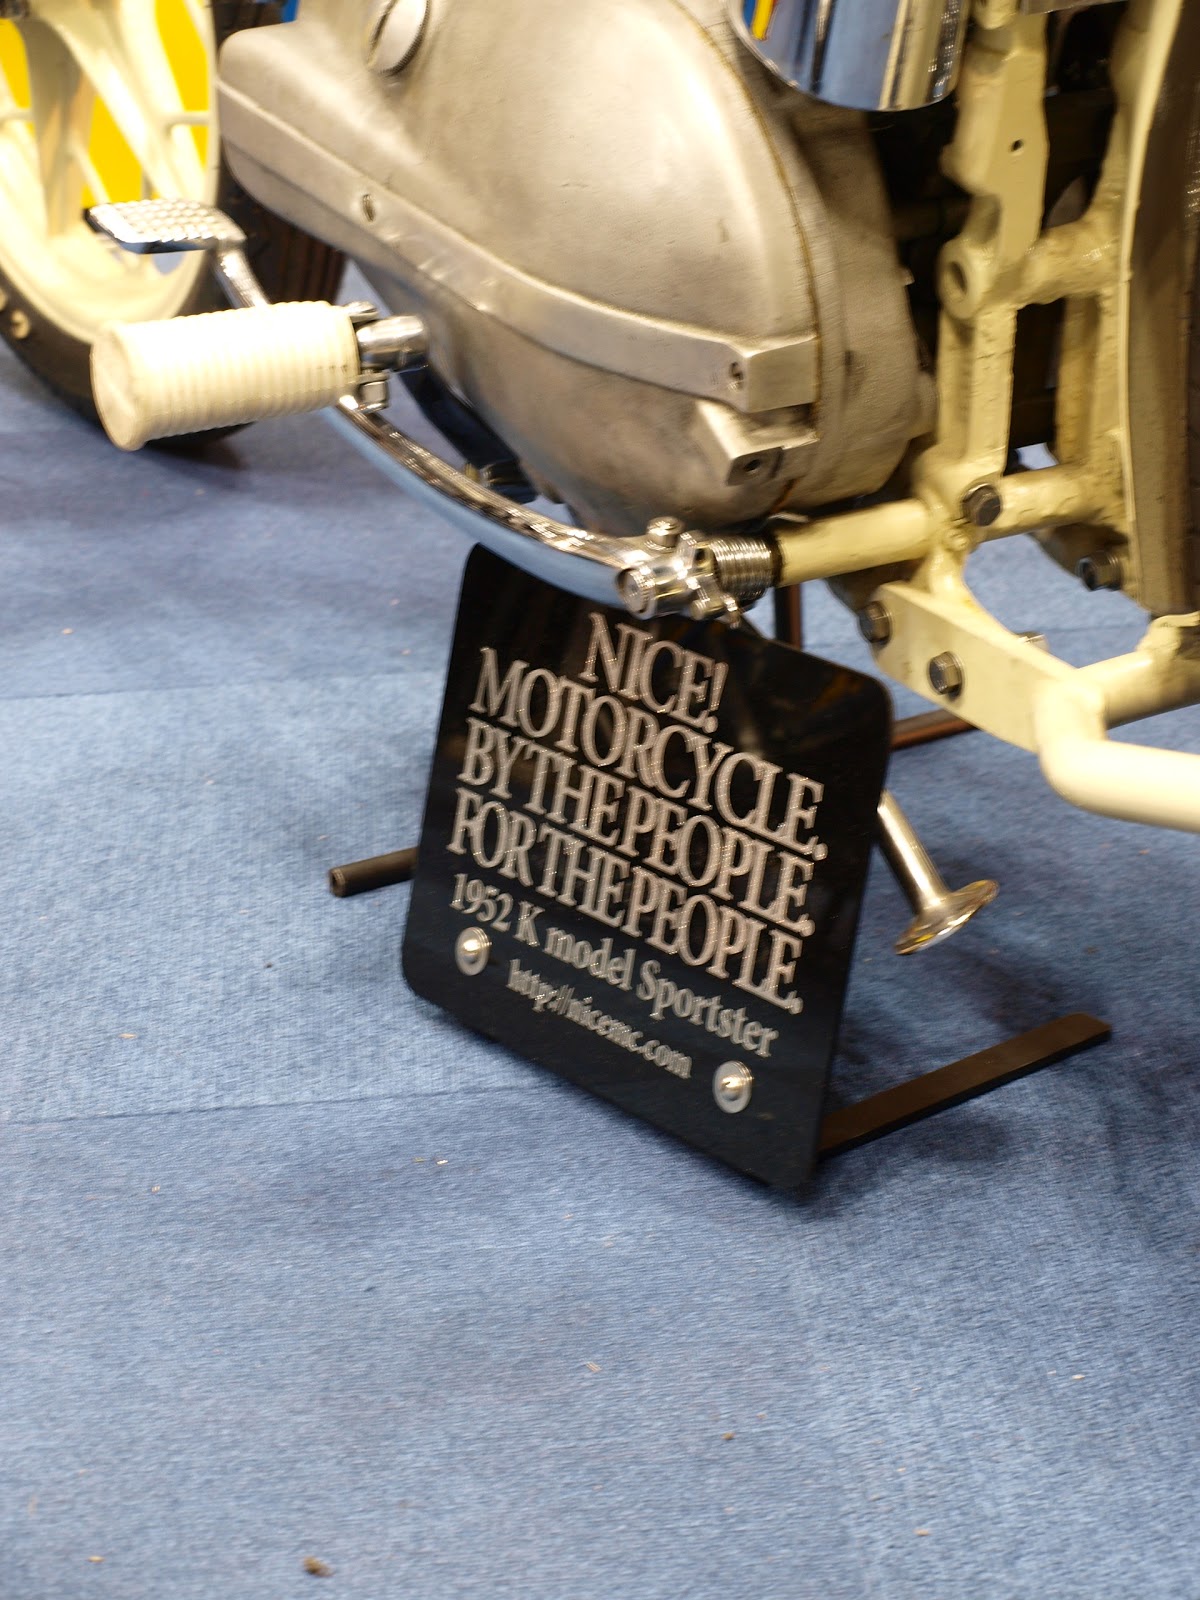 NICE!
MOTORCYCLE.
BY THE PEOPLE.
FOR THE PEOPLE.
1952 K model Sportster
http://nicemc.com